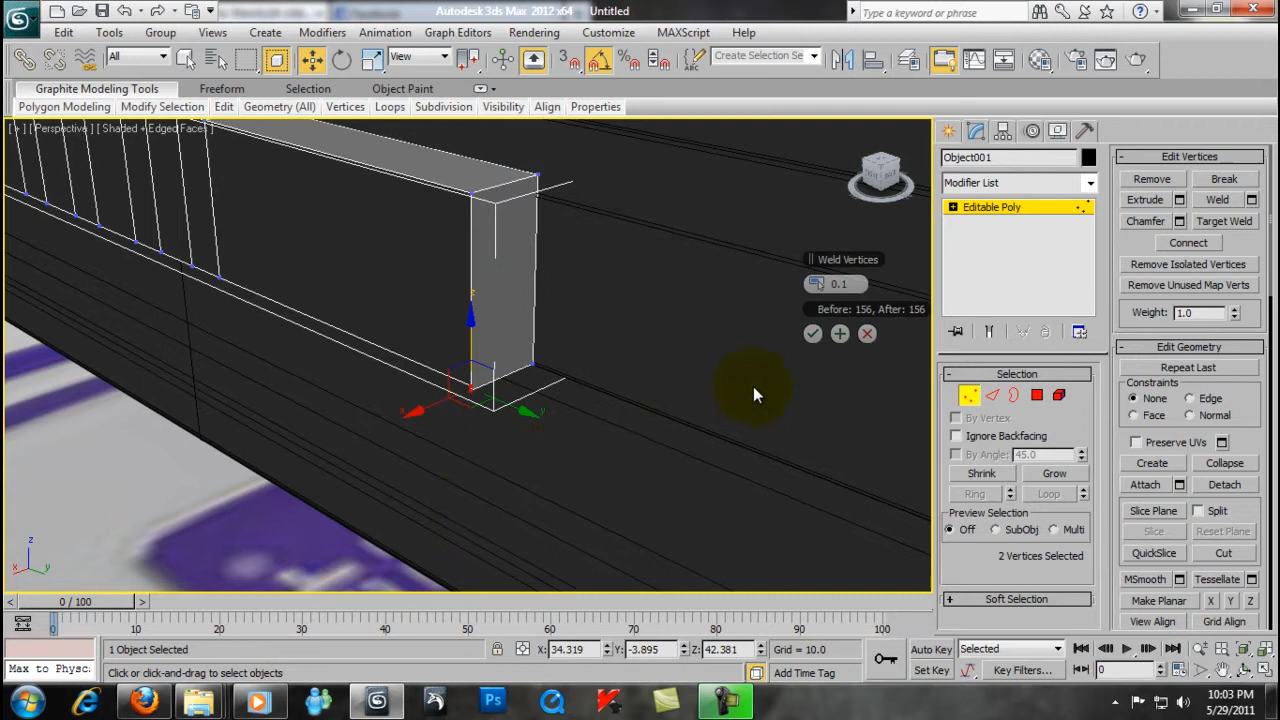 Autodesk 3ds Max 2012 x64 Untitled
Type a keyword or phrase
Edit Tools Group Views Create Modifiers Animation Graph Editors Rendering Customize MAXScript Help
All View Create Selection Se
Graphite Modeling Tools Freeform Selection Object Paint
Polygon Modeling Modify Selection Edit Geometry (All) Vertices Loops Subdivision Visibility Align Properties
[ + ] [ Perspective ] [ Shaded + Edged Faces ]
Weld Vertices
0.1
Before: 156, After: 156
x
y
z
Object001
Modifier List
Editable Poly
Selection
By Vertex
Ignore Backfacing
By Angle: 45.0
Shrink Grow
Ring Loop
Preview Selection
Off SubObj Multi
2 Vertices Selected
Soft Selection
Edit Vertices
Remove Break
Extrude Weld
Chamfer Target Weld
Connect
Remove Isolated Vertices
Remove Unused Map Verts
Weight: 1.0
Edit Geometry
Repeat Last
Constraints
None Edge
Face Normal
Preserve UVs
Create Collapse
Attach Detach
Slice Plane Split
Slice Reset Plane
QuickSlice Cut
MSmooth Tessellate
Make Planar X Y Z
View Align Grid Align
0 / 100
0 10 20 30 40 50 60 70 80 90 100
1 Object Selected X: 34.319 Y: -3.895 Z: 42.381 Grid = 10.0 Auto Key Selected
Max to Physc Click or click-and-drag to select objects Add Time Tag Set Key Key Filters... 0
10:03 PM
5/29/2011